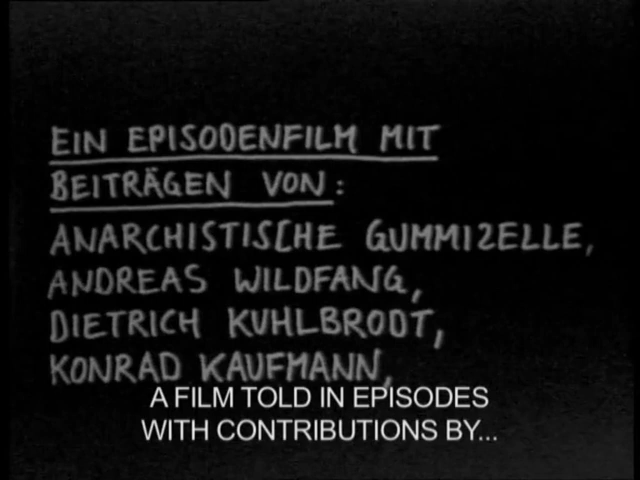 EIN EPISODENFILM MIT
BEITRÄGEN VON:
ANARCHISTISCHE GUMMIZELLE,
ANDREAS WILDFANG,
DIETRICH KUHLBRODT,
KONRAD KAUFMANN,
A FILM TOLD IN EPISODES
WITH CONTRIBUTIONS BY...